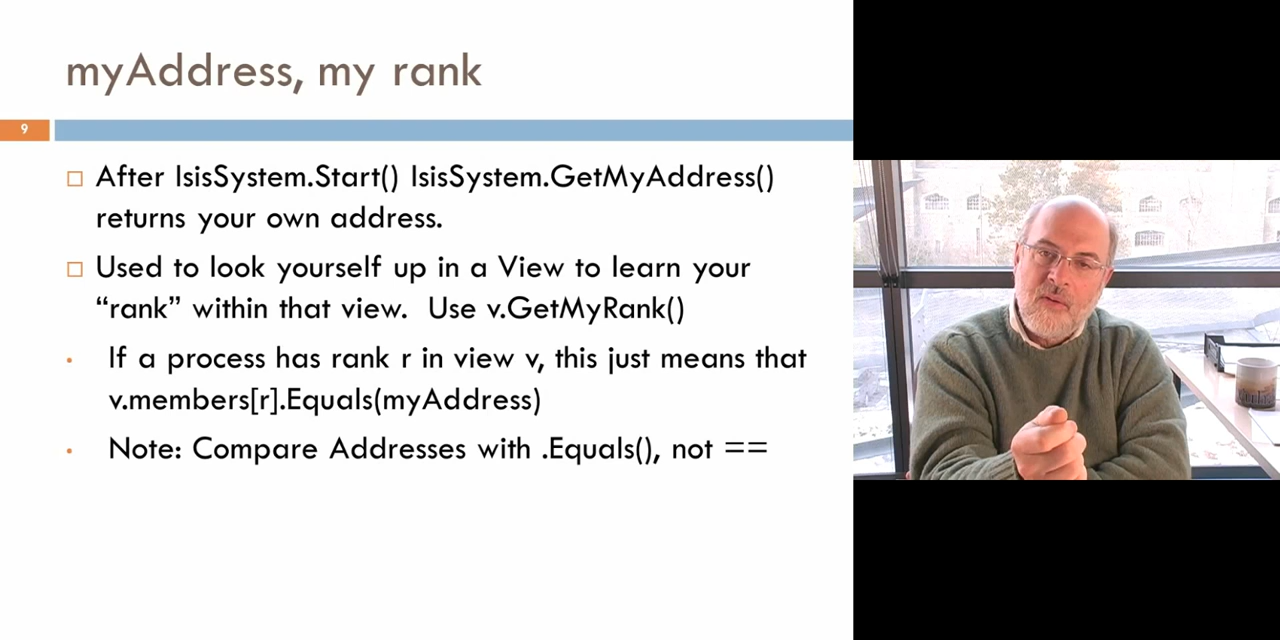 myAddress, my rank
9
After IsisSystem.Start() IsisSystem.GetMyAddress()
returns your own address.
Used to look yourself up in a View to learn your
“rank” within that view.  Use v.GetMyRank()
If a process has rank r in view v, this just means that
v.members[r].Equals(myAddress)
Note: Compare Addresses with .Equals(), not ==